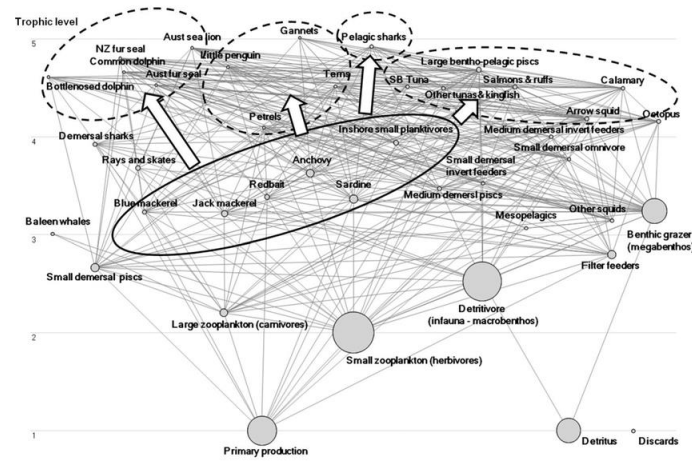 Trophic level
Gannets
Aust sea lion
Pelagic sharks
5
NZ fur seal
Little penguin
Common dolphin
Large bentho-pelagic piscs
Aust fur seal
Terns
SB Tuna
Salmons & ruffs
Calamary
Bottlenosed dolphin
Other tunas & kingfish
Petrels
Arrow squid
Octopus
Inshore small planktivores
Medium demersal invert feeders
4
Demersal sharks
Small demersal omnivore
Rays and skates
Anchovy
Small demersal
invert feeders
Redbait
Sardine
Medium demersl piscs
Blue mackerel
Jack mackerel
Mesopelagics
Other squids
Baleen whales
Benthic grazer
(megabenthos)
3
Small demersal piscs
Filter feeders
Detritivore
(infauna - macrobenthos)
Large zooplankton (carnivores)
2
Small zooplankton (herbivores)
1
Primary production
Detritus
Discards